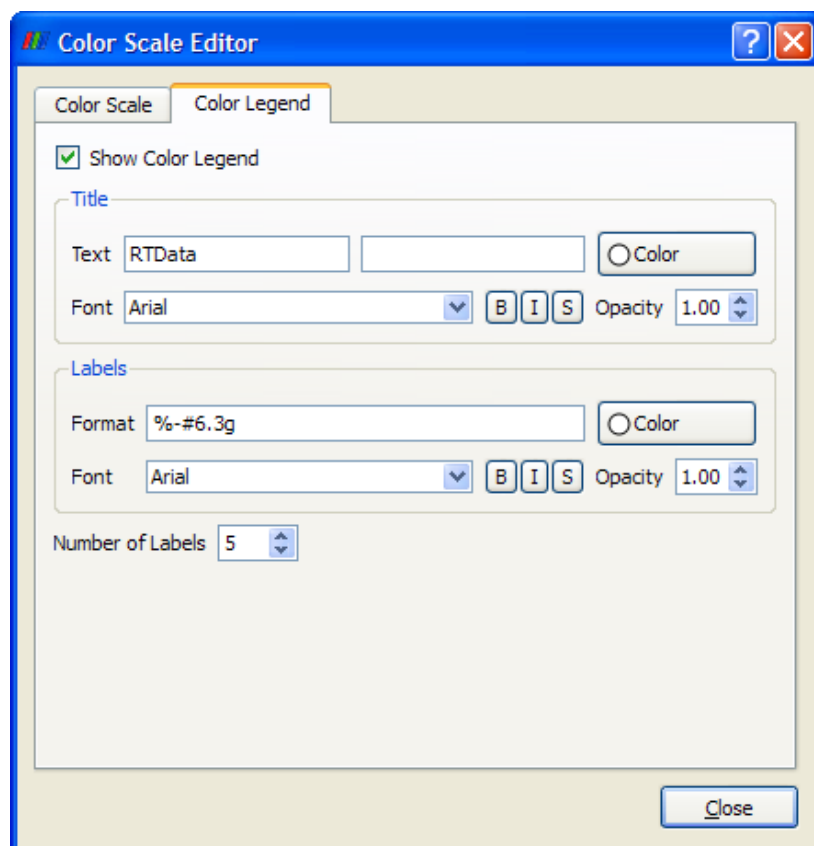 Color Scale Editor ?
Color Scale Color Legend
Show Color Legend
Title
Text RTData Color
Font Arial B I S Opacity 1.00
Labels
Format %-#6.3g Color
Font Arial B I S Opacity 1.00
Number of Labels 5
Close